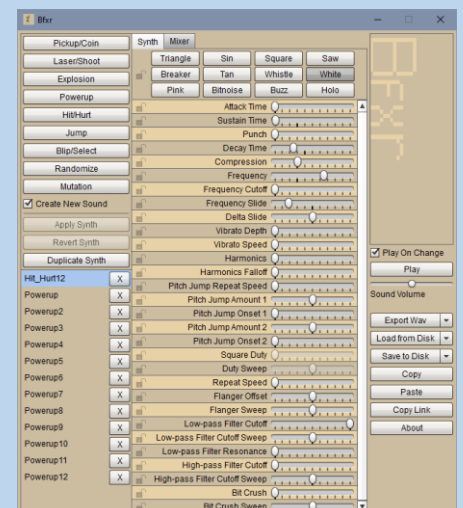 Bfxr
Pickup/Coin
Laser/Shoot
Explosion
Powerup
Hit/Hurt
Jump
Blip/Select
Randomize
Mutation
Create New Sound
Apply Synth
Revert Synth
Duplicate Synth
Hit_Hurt12 X
Powerup X
Powerup2 X
Powerup3 X
Powerup4 X
Powerup5 X
Powerup6 X
Powerup7 X
Powerup8 X
Powerup9 X
Powerup10 X
Powerup11 X
Powerup12 X
Synth Mixer
Triangle Sin Square Saw
Breaker Tan Whistle White
Pink Bitnoise Buzz Holo
Attack Time
Sustain Time
Punch
Decay Time
Compression
Frequency
Frequency Cutoff
Frequency Slide
Delta Slide
Vibrato Depth
Vibrato Speed
Harmonics
Harmonics Falloff
Pitch Jump Repeat Speed
Pitch Jump Amount 1
Pitch Jump Onset 1
Pitch Jump Amount 2
Pitch Jump Onset 2
Square Duty
Duty Sweep
Repeat Speed
Flanger Offset
Flanger Sweep
Low-pass Filter Cutoff
Low-pass Filter Cutoff Sweep
Low-pass Filter Resonance
High-pass Filter Cutoff
High-pass Filter Cutoff Sweep
Bit Crush
Bit Crush Sweep
Bfxr
Play On Change
Play
Sound Volume
Export Wav
Load from Disk
Save to Disk
Copy
Paste
Copy Link
About